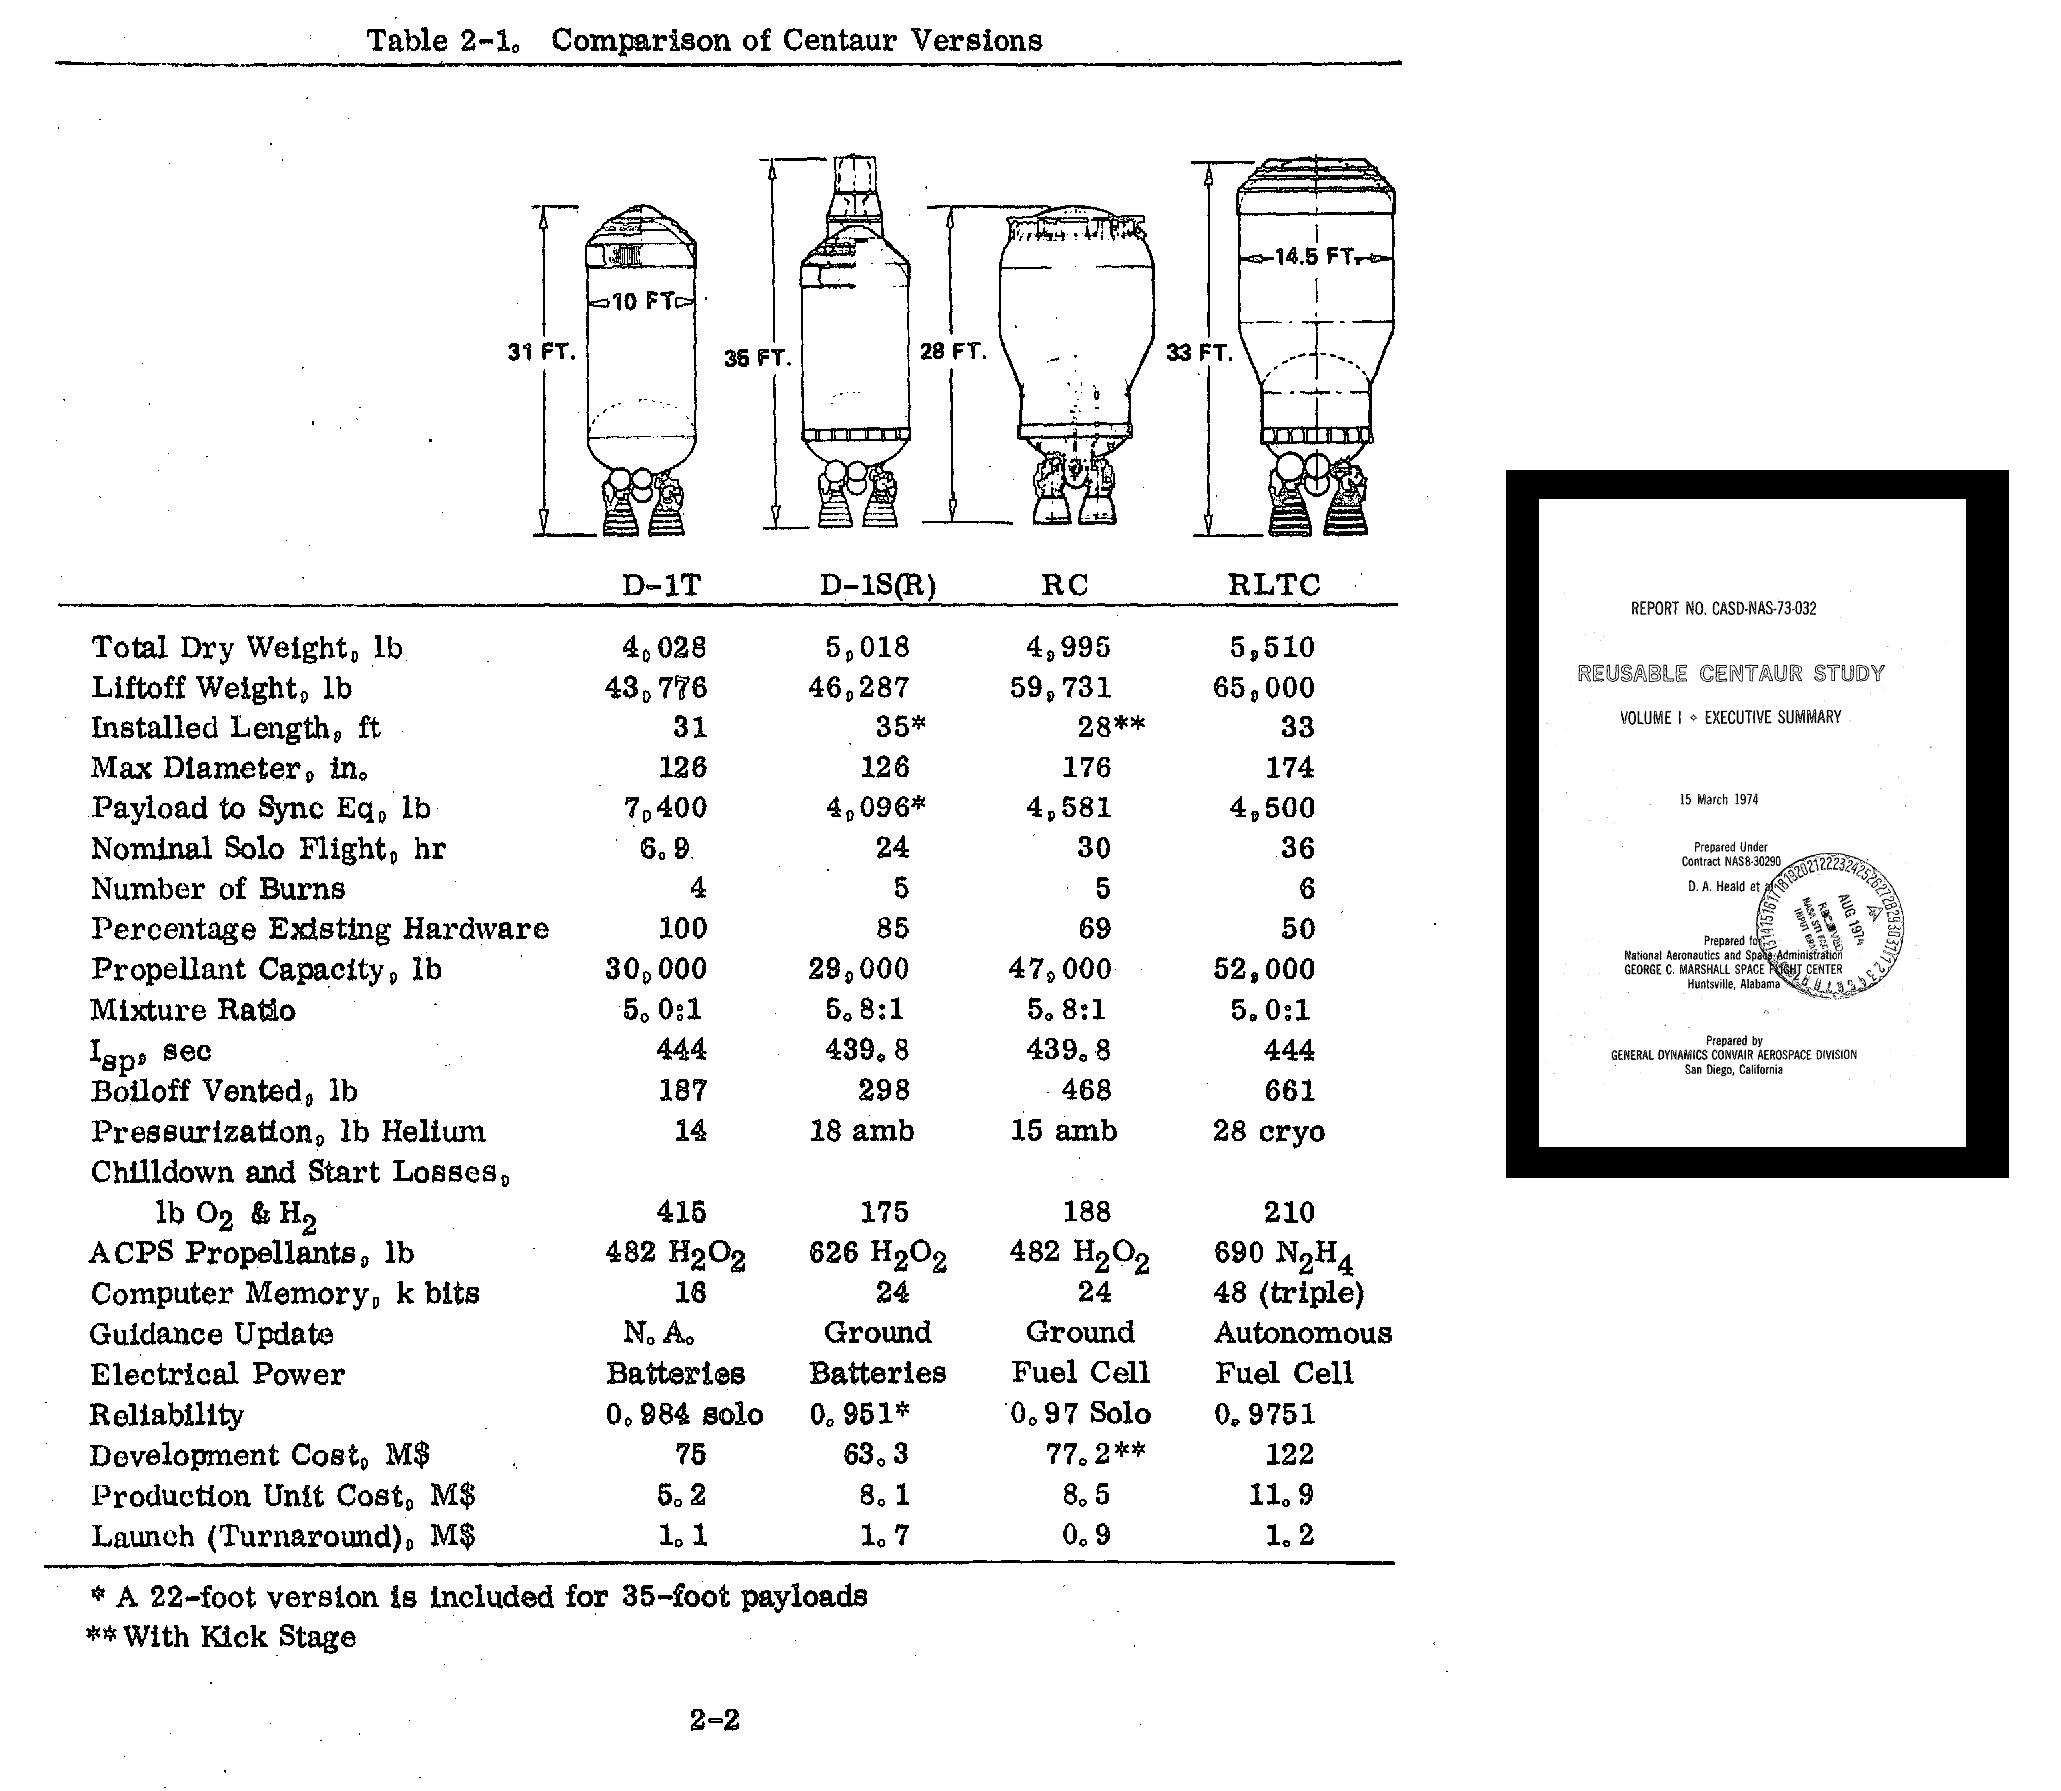 Table 2-1. Comparison of Centaur Versions
31 FT.
10 FT.
35 FT.
28 FT.
33 FT.
14.5 FT.
D-1T D-1S(R) RC RLTC
Total Dry Weight, lb 4,028 5,018 4,995 5,510
Liftoff Weight, lb 43,776 46,287 59,731 65,000
Installed Length, ft 31 35* 28** 33
Max Diameter, in. 126 126 176 174
Payload to Sync Eq, lb 7,400 4,096* 4,581 4,500
Nominal Solo Flight, hr 6.9 24 30 36
Number of Burns 4 5 5 6
Percentage Existing Hardware 100 85 69 50
Propellant Capacity, lb 30,000 29,000 47,000 52,000
Mixture Ratio 5.0:1 5.8:1 5.8:1 5.0:1
Isp, sec 444 439.8 439.8 444
Boiloff Vented, lb 187 298 468 661
Pressurization, lb Helium 14 18 amb 15 amb 28 cryo
Chilldown and Start Losses,
lb O2 & H2 415 175 188 210
ACPS Propellants, lb 482 H2O2 626 H2O2 482 H2O2 690 N2H4
Computer Memory, k bits 16 24 24 48 (triple)
Guidance Update N.A. Ground Ground Autonomous
Electrical Power Batteries Batteries Fuel Cell Fuel Cell
Reliability 0.984 solo 0.951* 0.97 Solo 0.9751
Development Cost, M$ 75 63.3 77.2** 122
Production Unit Cost, M$ 5.2 8.1 8.5 11.9
Launch (Turnaround), M$ 1.1 1.7 0.9 1.2
* A 22-foot version is included for 35-foot payloads
** With Kick Stage
2-2
REPORT NO. CASD-NAS-73-032
REUSABLE CENTAUR STUDY
VOLUME I ⋄ EXECUTIVE SUMMARY
15 March 1974
Prepared Under
Contract NAS8-30290
D. A. Heald et
AUG 1974
RECEIVED
NASA STI
INPUT
Prepared for
National Aeronautics and Space Administration
GEORGE C. MARSHALL SPACE FLIGHT CENTER
Huntsville, Alabama
Prepared by
GENERAL DYNAMICS CONVAIR AEROSPACE DIVISION
San Diego, California